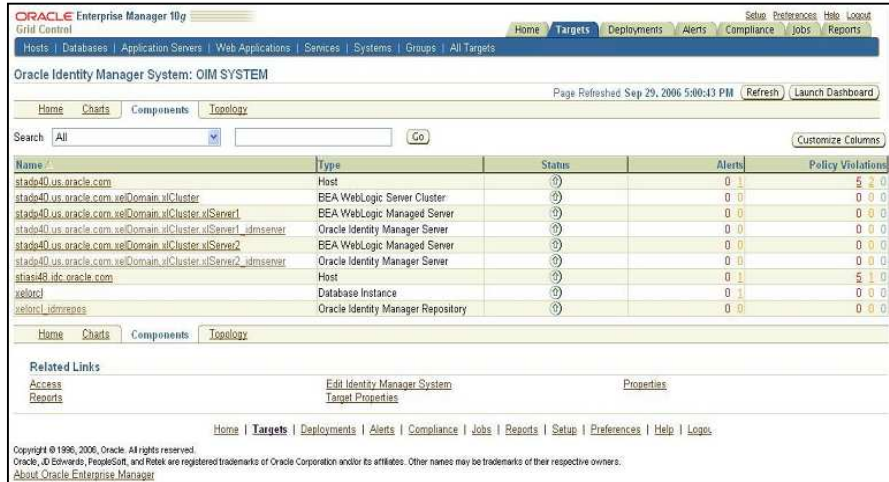 ORACLE Enterprise Manager 10g
Grid Control
Setup Preferences Help Logout
Home Targets Deployments Alerts Compliance Jobs Reports
Hosts | Databases | Application Servers | Web Applications | Services | Systems | Groups | All Targets
Oracle Identity Manager System: OIM SYSTEM
Page Refreshed Sep 29, 2006 5:00:43 PM Refresh Launch Dashboard
Home Charts Components Topology
Search All Go
Customize Columns
Name Type Status Alerts Policy Violations
stadp40.us.oracle.com Host 0 1 5 2 0
stadp40.us.oracle.com.xelDomain.xlCluster BEA WebLogic Server Cluster 0 0 0 0 0
stadp40.us.oracle.com.xelDomain.xlCluster.xlServer1 BEA WebLogic Managed Server 0 0 0 0 0
stadp40.us.oracle.com.xelDomain.xlCluster.xlServer1_idmserver Oracle Identity Manager Server 0 0 0 0 0
stadp40.us.oracle.com.xelDomain.xlCluster.xlServer2 BEA WebLogic Managed Server 0 0 0 0 0
stadp40.us.oracle.com.xelDomain.xlCluster.xlServer2_idmserver Oracle Identity Manager Server 0 0 0 0 0
stiasi48.idc.oracle.com Host 0 1 5 1 0
xelorcl Database Instance 0 1 0 0 0
xelorcl_idmrepos Oracle Identity Manager Repository 0 0 0 0 0
Home Charts Components Topology
Related Links
Access Edit Identity Manager System Properties
Reports Target Properties
Home | Targets | Deployments | Alerts | Compliance | Jobs | Reports | Setup | Preferences | Help | Logou
Copyright © 1996, 2006, Oracle. All rights reserved.
Oracle, JD Edwards, PeopleSoft, and Retek are registered trademarks of Oracle Corporation and/or its affiliates. Other names may be trademarks of their respective owners.
About Oracle Enterprise Manager